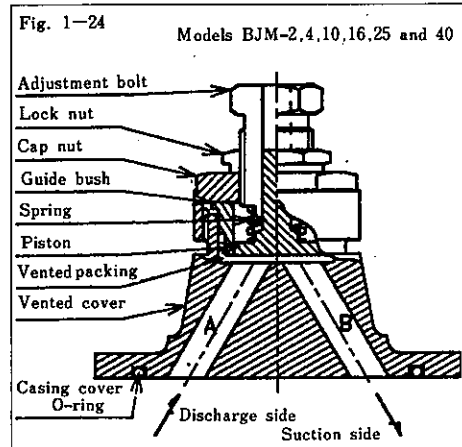 Fig. 1-24
Models BJM-2,4,10,16,25 and 40
Adjustment bolt
Lock nut
Cap nut
Guide bush
Spring
Piston
Vented packing
Vented cover
A
B
Casing cover
O-ring
Discharge side
Suction side